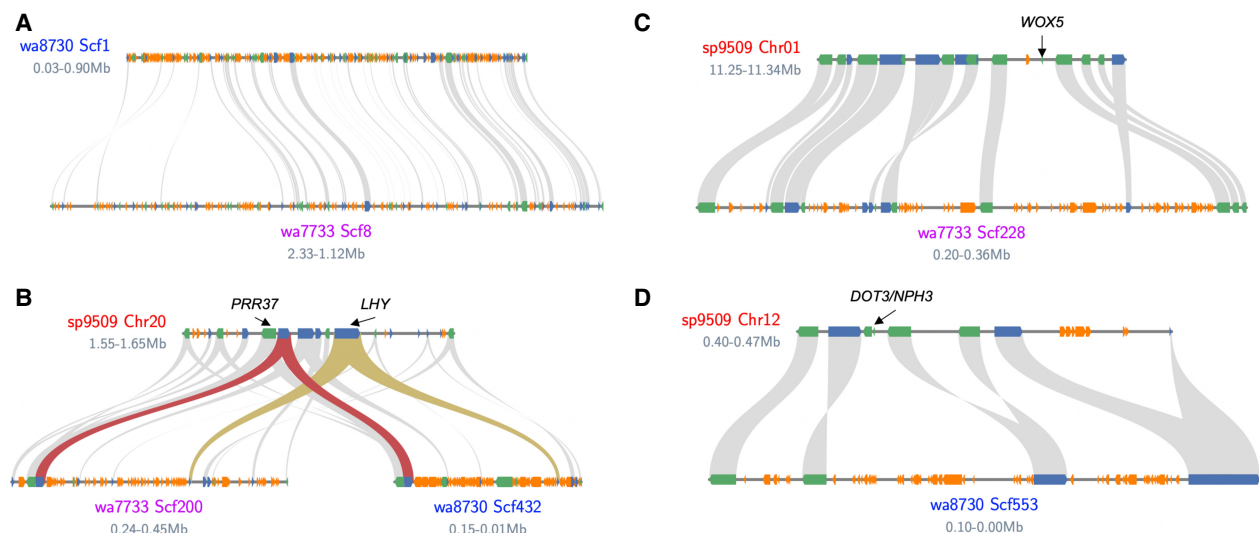 A
wa8730 Scf1
0.03-0.90Mb
wa7733 Scf8
2.33-1.12Mb
B
PRR37
LHY
sp9509 Chr20
1.55-1.65Mb
wa7733 Scf200
0.24-0.45Mb
wa8730 Scf432
0.15-0.01Mb
C
WOX5
sp9509 Chr01
11.25-11.34Mb
wa7733 Scf228
0.20-0.36Mb
D
DOT3/NPH3
sp9509 Chr12
0.40-0.47Mb
wa8730 Scf553
0.10-0.00Mb